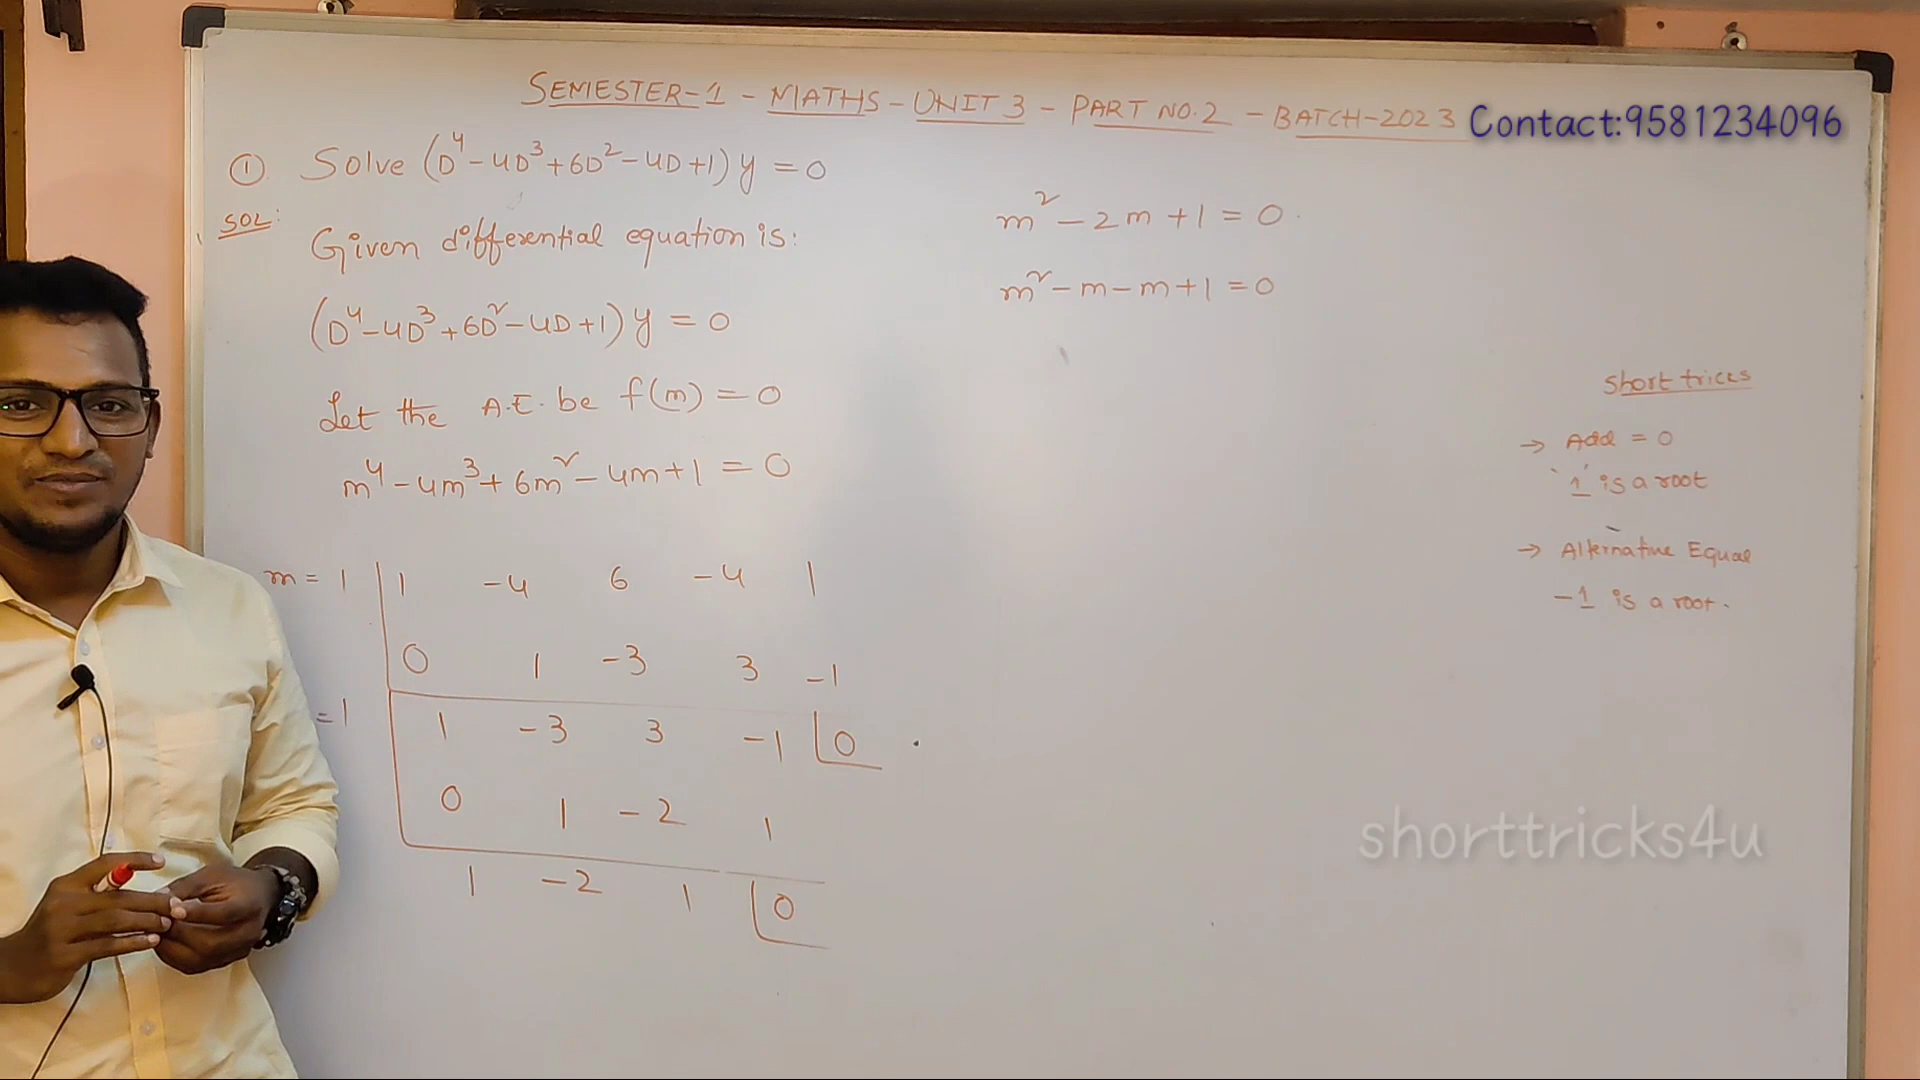 SEMESTER-1 - MATHS - UNIT 3 - PART NO.2 - BATCH-2023
Contact:9581234096
① Solve (D⁴-4D³+6D²-4D+1)y = 0
SOL:
Given differential equation is:
(D⁴-4D³+6D²-4D+1)y = 0
Let the A.E. be f(m) = 0
m⁴-4m³+6m²-4m+1 = 0
m = 1 | 1 -4 6 -4 1
0 1 -3 3 -1
=1 | 1 -3 3 -1 |0
0 1 -2 1
1 -2 1 |0
m²-2m+1 = 0
m²-m-m+1 = 0
Short tricks
→ Add = 0
'1' is a root
→ Alternative Equal
-1 is a root.
shorttricks4u